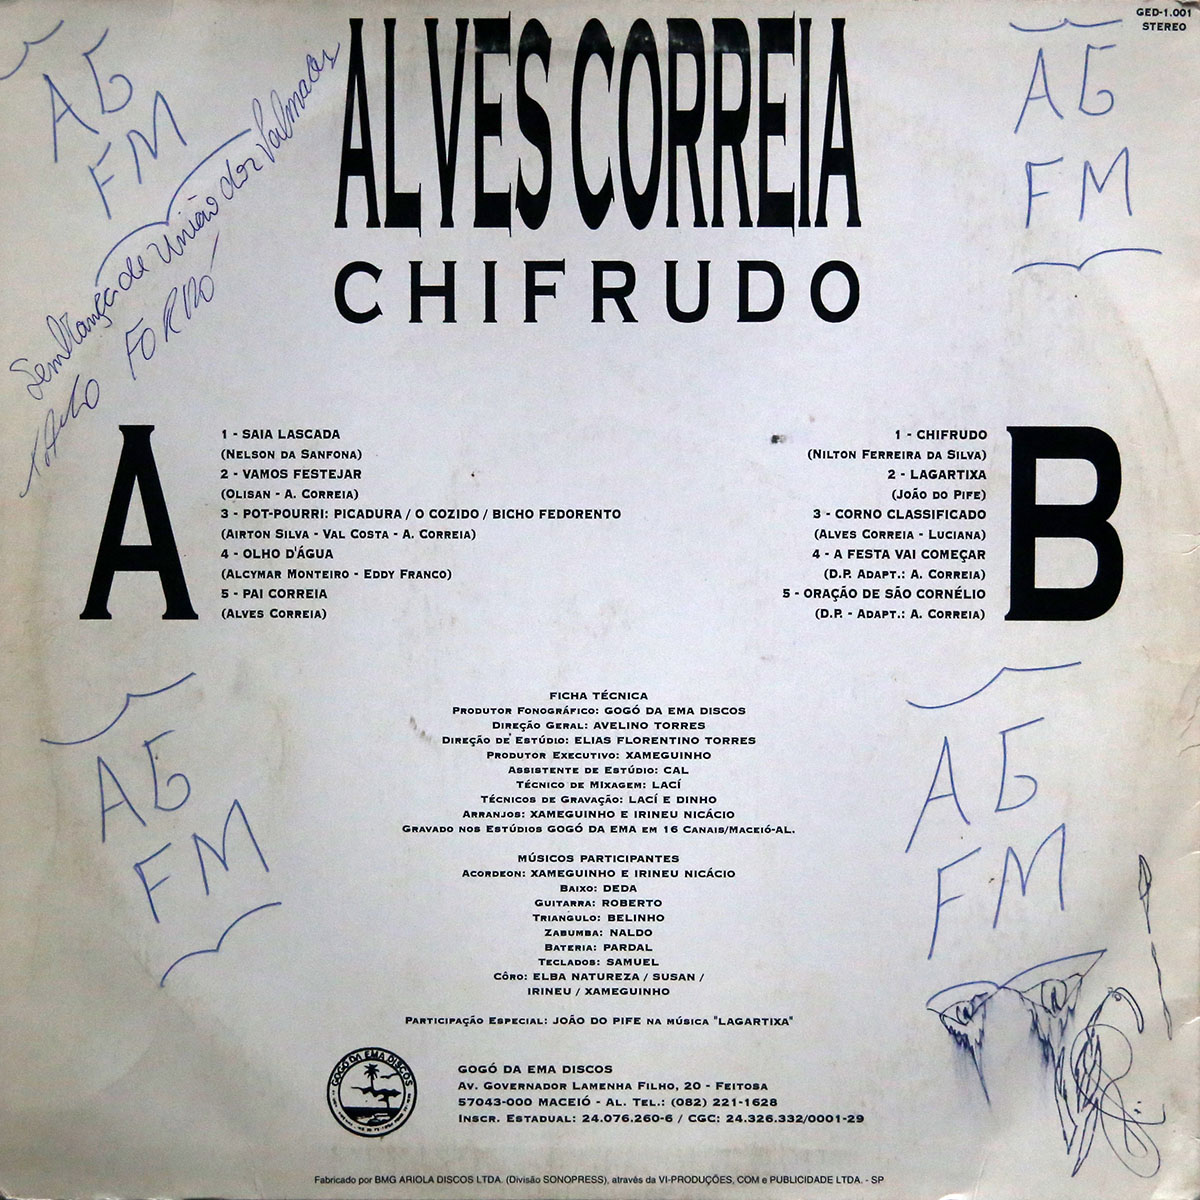 GED-1.001
STEREO
ALVES CORREIA
CHIFRUDO
AG
FM
AG
FM
de União dos Palmares
FORRÓ
A
1 - SAIA LASCADA
(NELSON DA SANFONA)
2 - VAMOS FESTEJAR
(OLISAN - A. CORREIA)
3 - POT-POURRI: PICADURA / O COZIDO / BICHO FEDORENTO
(AIRTON SILVA - VAL COSTA - A. CORREIA)
4 - OLHO D'ÁGUA
(ALCYMAR MONTEIRO - EDDY FRANCO)
5 - PAI CORREIA
(ALVES CORREIA)
B
1 - CHIFRUDO
(NILTON FERREIRA DA SILVA)
2 - LAGARTIXA
(JOÃO DO PIFE)
3 - CORNO CLASSIFICADO
(ALVES CORREIA - LUCIANA)
4 - A FESTA VAI COMEÇAR
(D.P. ADAPT.: A. CORREIA)
5 - ORAÇÃO DE SÃO CORNÉLIO
(D.P. - ADAPT.: A. CORREIA)
AG
FM
AG
FM
FICHA TÉCNICA
PRODUTOR FONOGRÁFICO: GOGÓ DA EMA DISCOS
DIREÇÃO GERAL: AVELINO TORRES
DIREÇÃO DE ESTÚDIO: ELIAS FLORENTINO TORRES
PRODUTOR EXECUTIVO: XAMEGUINHO
ASSISTENTE DE ESTÚDIO: CAL
TÉCNICO DE MIXAGEM: LACÍ
TÉCNICOS DE GRAVAÇÃO: LACÍ E DINHO
ARRANJOS: XAMEGUINHO E IRINEU NICÁCIO
GRAVADO NOS ESTÚDIOS GOGÓ DA EMA EM 16 CANAIS/MACEIÓ-AL.
MÚSICOS PARTICIPANTES
ACORDEON: XAMEGUINHO E IRINEU NICÁCIO
BAIXO: DEDA
GUITARRA: ROBERTO
TRIANGULO: BELINHO
ZABUMBA: NALDO
BATERIA: PARDAL
TECLADOS: SAMUEL
CÔRO: ELBA NATUREZA / SUSAN /
IRINEU / XAMEGUINHO
PARTICIPAÇÃO ESPECIAL: JOÃO DO PIFE NA MÚSICA "LAGARTIXA"
GOGÓ DA EMA DISCOS
GOGÓ DA EMA DISCOS
AV. GOVERNADOR LAMENHA FILHO, 20 - FEITOSA
57043-000 MACEIÓ - AL. TEL.: (082) 221-1628
INSCR. ESTADUAL: 24.076.260-6 / CGC: 24.326.332/0001-29
Fabricado por BMG ARIOLA DISCOS LTDA. (Divisão SONOPRESS), através da VI-PRODUÇÕES, COM e PUBLICIDADE LTDA. - SP